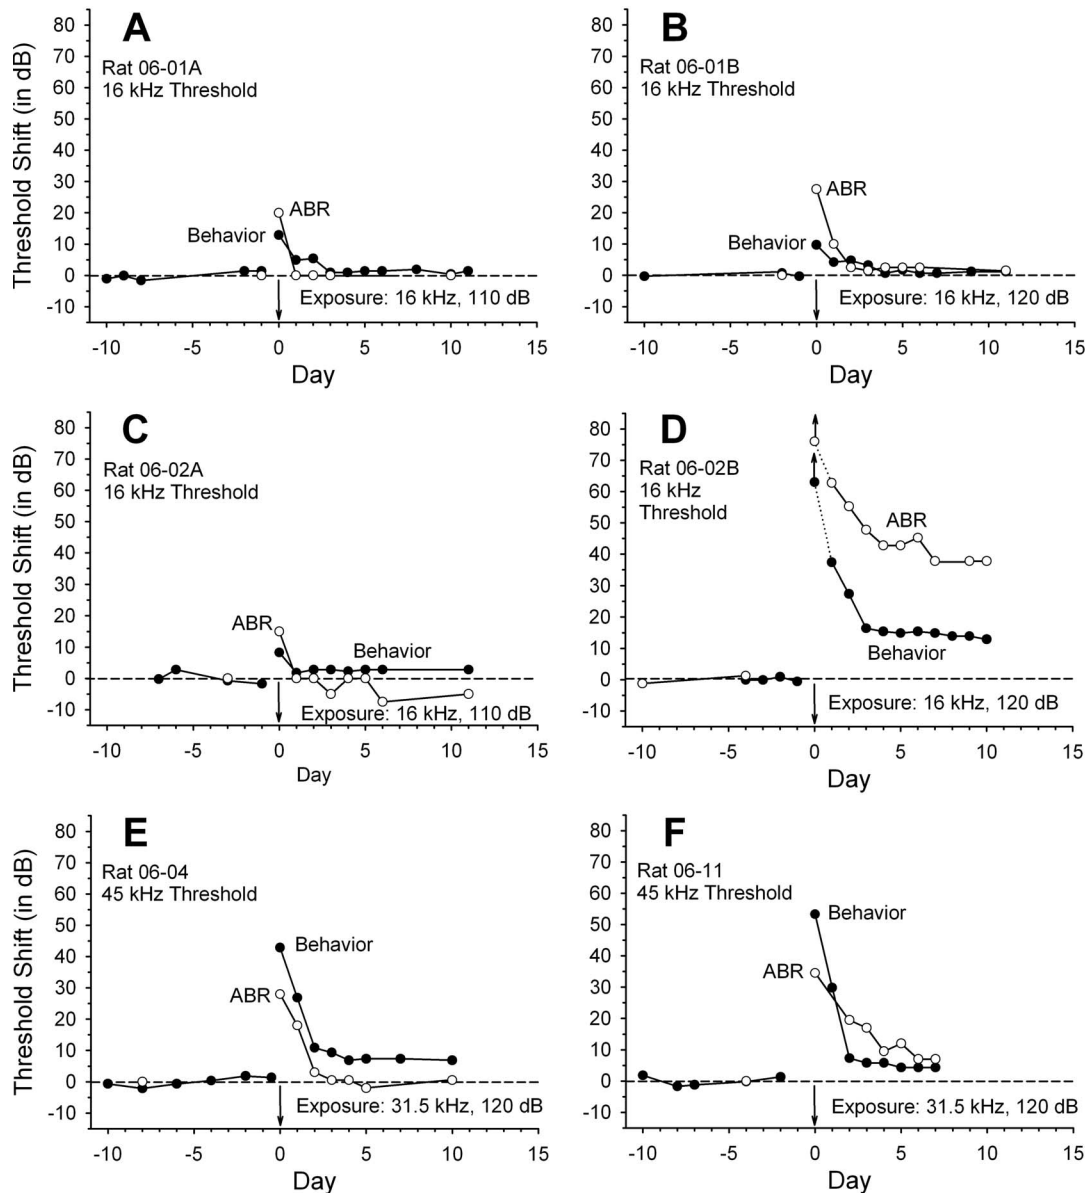 A
Rat 06-01A
16 kHz Threshold
Threshold Shift (in dB)
80
70
60
50
40
30
20
10
0
-10
ABR
Behavior
Exposure: 16 kHz, 110 dB
-10 -5 0 5 10 15
Day
B
Rat 06-01B
16 kHz Threshold
80
70
60
50
40
30
20
10
0
-10
ABR
Behavior
Exposure: 16 kHz, 120 dB
-10 -5 0 5 10 15
Day
C
Rat 06-02A
16 kHz Threshold
Threshold Shift (in dB)
80
70
60
50
40
30
20
10
0
-10
ABR
Behavior
Exposure: 16 kHz, 110 dB
-10 -5 0 5 10 15
Day
D
Rat 06-02B
16 kHz
Threshold
80
70
60
50
40
30
20
10
0
-10
ABR
Behavior
Exposure: 16 kHz, 120 dB
-10 -5 0 5 10 15
Day
E
Rat 06-04
45 kHz Threshold
Threshold Shift (in dB)
80
70
60
50
40
30
20
10
0
-10
Behavior
ABR
Exposure: 31.5 kHz, 120 dB
-10 -5 0 5 10 15
Day
F
Rat 06-11
45 kHz Threshold
80
70
60
50
40
30
20
10
0
-10
Behavior
ABR
Exposure: 31.5 kHz, 120 dB
-10 -5 0 5 10 15
Day